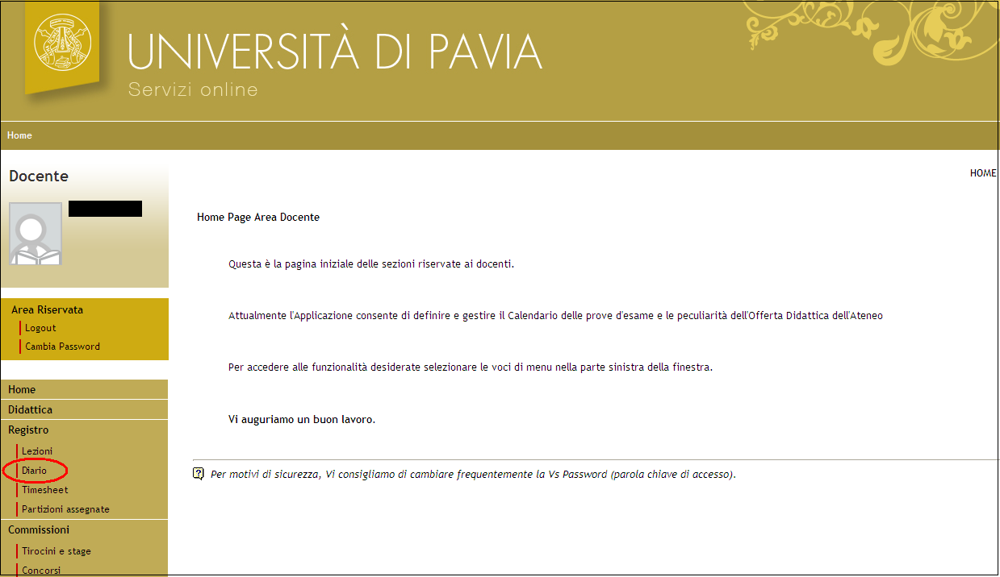 UNIVERSITÀ DI PAVIA
Servizi online
Home
Docente
HOME
Home Page Area Docente
Questa è la pagina iniziale delle sezioni riservate ai docenti.
Attualmente l'Applicazione consente di definire e gestire il Calendario delle prove d'esame e le peculiarità dell'Offerta Didattica dell'Ateneo
Per accedere alle funzionalità desiderate selezionare le voci di menu nella parte sinistra della finestra.
Vi auguriamo un buon lavoro.
Per motivi di sicurezza, Vi consigliamo di cambiare frequentemente la Vs Password (parola chiave di accesso).
Area Riservata
Logout
Cambia Password
Home
Didattica
Registro
Lezioni
Diario
Timesheet
Partizioni assegnate
Commissioni
Tirocini e stage
Concorsi